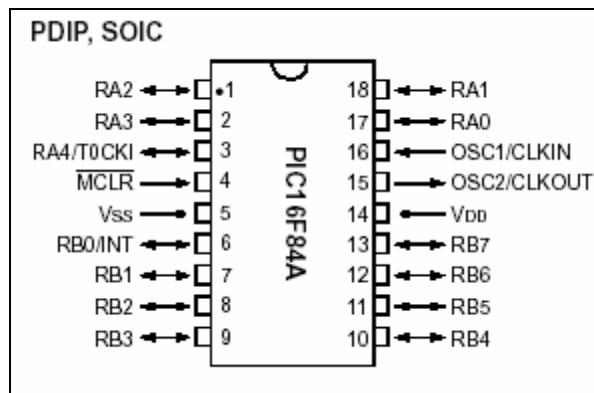 PDIP, SOIC
RA2 •1 18 RA1
RA3 2 17 RA0
RA4/T0CKI 3 16 OSC1/CLKIN
MCLR 4 15 OSC2/CLKOUT
VSS 5 14 VDD
RB0/INT 6 13 RB7
RB1 7 12 RB6
RB2 8 11 RB5
RB3 9 10 RB4
PIC16F84A